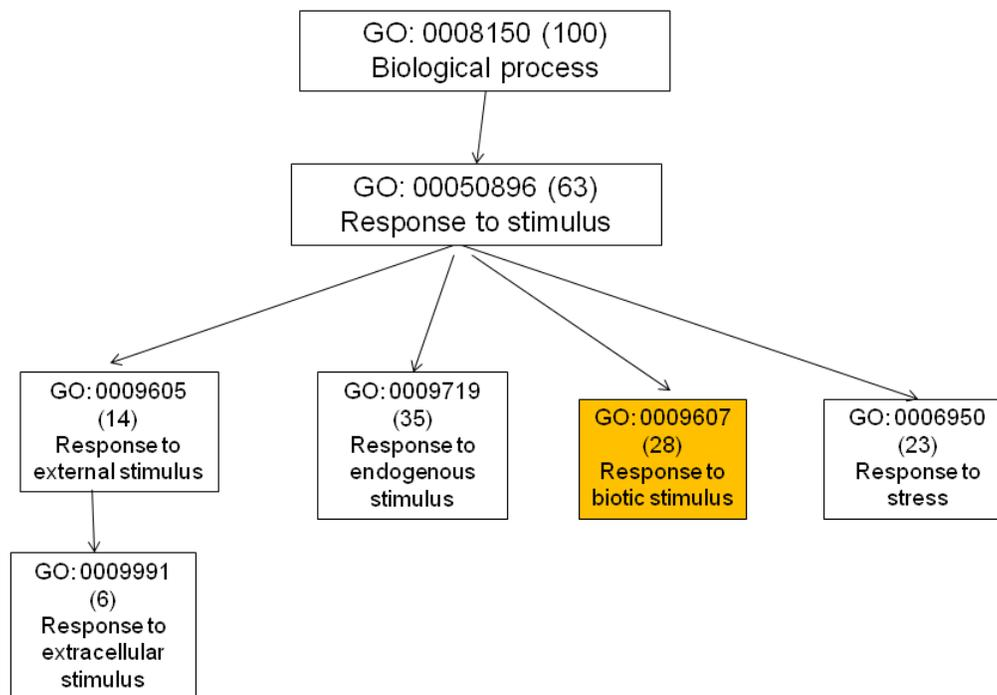 GO: 0008150 (100)
Biological process
GO: 00050896 (63)
Response to stimulus
GO:0009605
(14)
Response to
external stimulus
GO:0009719
(35)
Response to
endogenous
stimulus
GO:0009607
(28)
Response to
biotic stimulus
GO:0006950
(23)
Response to
stress
GO:0009991
(6)
Response to
extracellular
stimulus